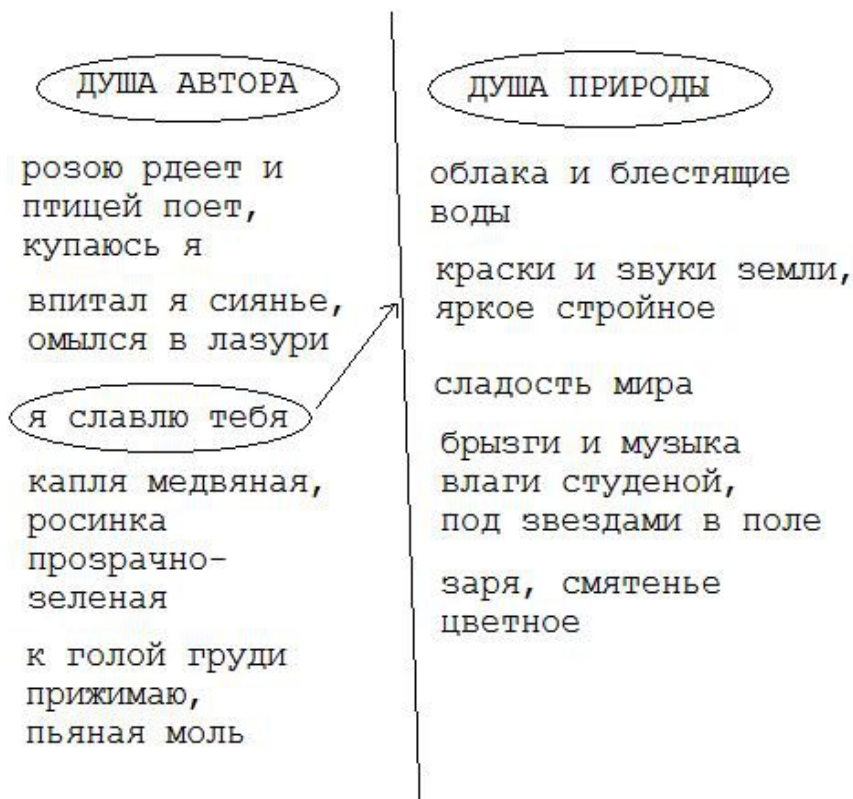 ДУША АВТОРА
розою рдеет и
птицей поет,
купаюсь я
впитал я сиянье,
омылся в лазури
я славлю тебя
капля медвяная,
росинка
прозрачно-
зеленая
к голой груди
прижимаю,
пьяная моль
ДУША ПРИРОДЫ
облака и блестящие
воды
краски и звуки земли,
яркое стройное
сладость мира
брызги и музыка
влаги студеной,
под звездами в поле
заря, смятенье
цветное